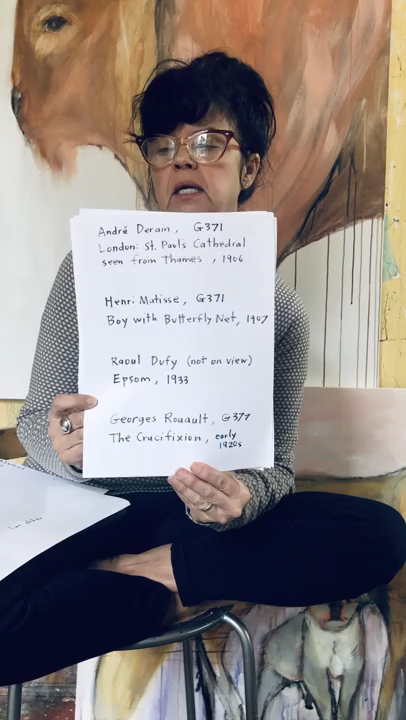 André Derain, G371
London: St. Paul's Cathedral
seen from Thames, 1906
Henri Matisse, G371
Boy with Butterfly Net, 1907
Raoul Dufy (not on view)
Epsom, 1933
Georges Rouault, G371
The Crucifixion, early
1920s